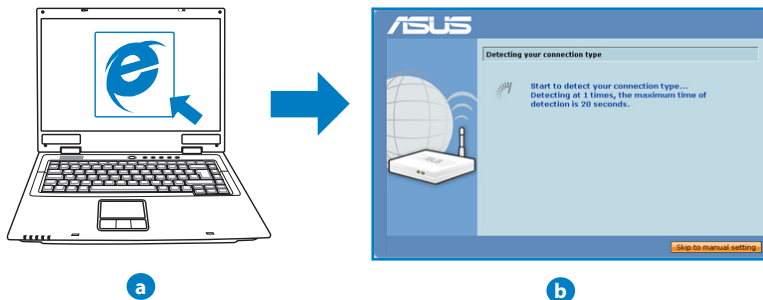 ASUS
Detecting your connection type
Start to detect your connection type...
Detecting at 1 times, the maximum time of
detection is 20 seconds.
ASUS
Skip to manual setting
a
b